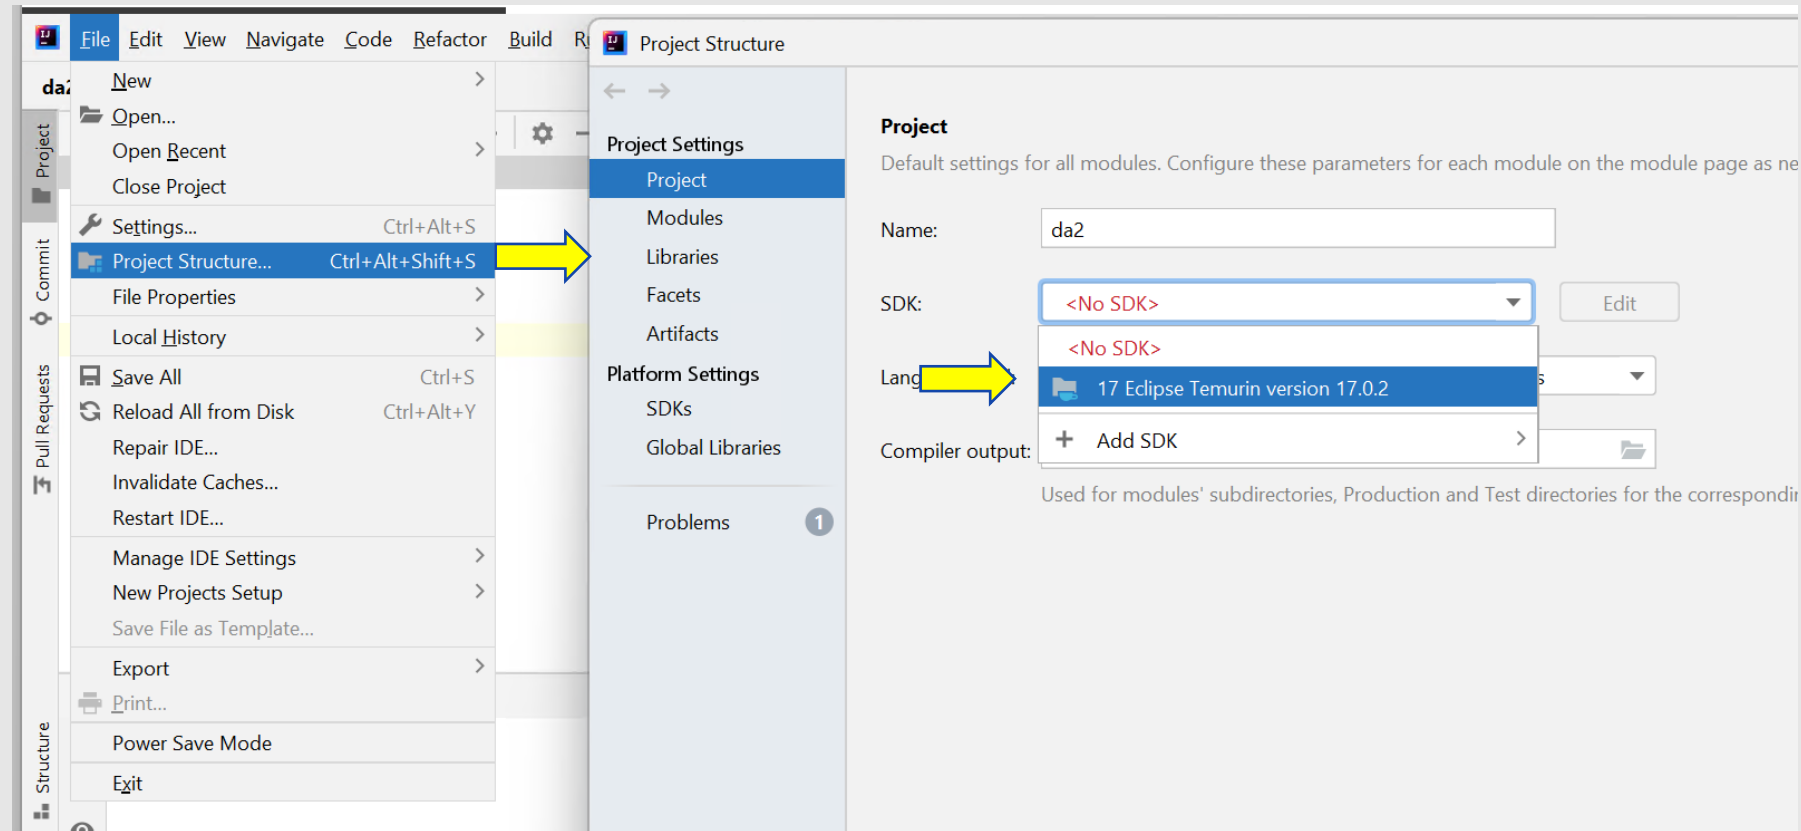 File Edit View Navigate Code Refactor Build
New
Open...
Open Recent
Close Project
Settings... Ctrl+Alt+S
Project Structure... Ctrl+Alt+Shift+S
File Properties
Local History
Save All Ctrl+S
Reload All from Disk Ctrl+Alt+Y
Repair IDE...
Invalidate Caches...
Restart IDE...
Manage IDE Settings
New Projects Setup
Save File as Template...
Export
Print...
Power Save Mode
Exit
Project
Commit
Pull Requests
Structure
Project Structure
Project Settings
Project
Modules
Libraries
Facets
Artifacts
Platform Settings
SDKs
Global Libraries
Problems 1
Project
Default settings for all modules. Configure these parameters for each module on the module page as ne
Name: da2
SDK: <No SDK> Edit
<No SDK>
17 Eclipse Temurin version 17.0.2
Add SDK
Compiler output:
Used for modules' subdirectories, Production and Test directories for the